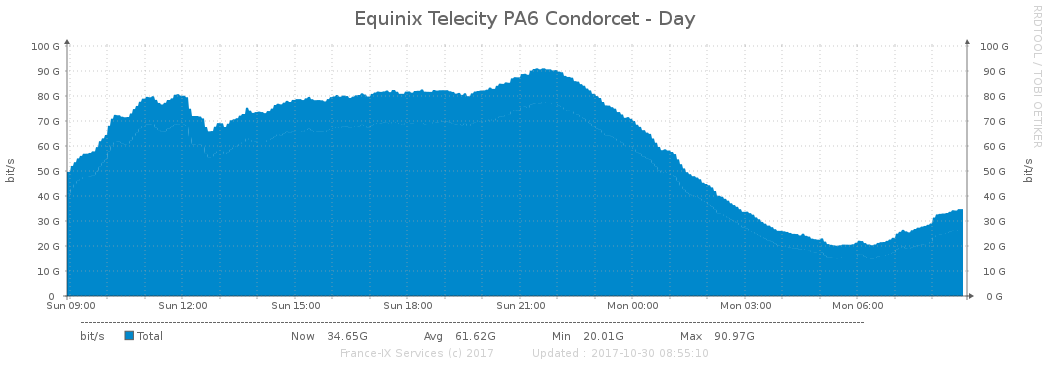 Equinix Telecity PA6 Condorcet - Day
RRDTOOL / TOBI OETIKER
100 G 100 G
90 G 90 G
80 G 80 G
70 G 70 G
60 G 60 G
50 G 50 G
40 G 40 G
30 G 30 G
20 G 20 G
10 G 10 G
0 0 G
bit/s bit/s
Sun 09:00 Sun 12:00 Sun 15:00 Sun 18:00 Sun 21:00 Mon 00:00 Mon 03:00 Mon 06:00
bit/s Total Now 34.65G Avg 61.62G Min 20.01G Max 90.97G
France-IX Services (c) 2017 Updated : 2017-10-30 08:55:10